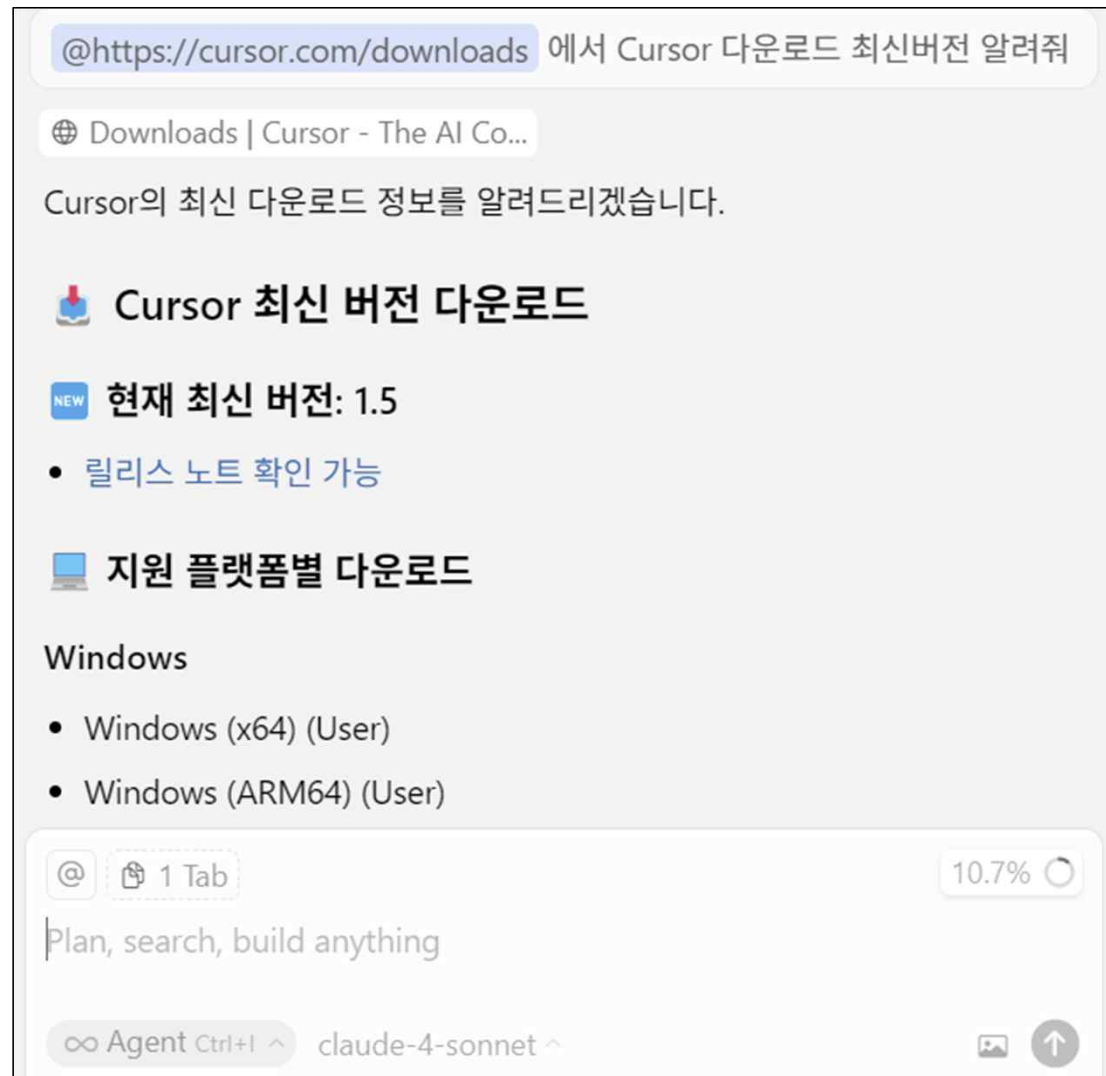 @https://cursor.com/downloads 에서 Cursor 다운로드 최신버전 알려줘
Downloads | Cursor - The AI Co...
Cursor의 최신 다운로드 정보를 알려드리겠습니다.
Cursor 최신 버전 다운로드
NEW 현재 최신 버전: 1.5
• 릴리스 노트 확인 가능
지원 플랫폼별 다운로드
Windows
• Windows (x64) (User)
• Windows (ARM64) (User)
@ 1 Tab 10.7%
Plan, search, build anything
∞ Agent Ctrl+I claude-4-sonnet